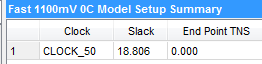 Fast 1100mV 0C Model Setup Summary
Clock Slack End Point TNS
1 CLOCK_50 18.806 0.000